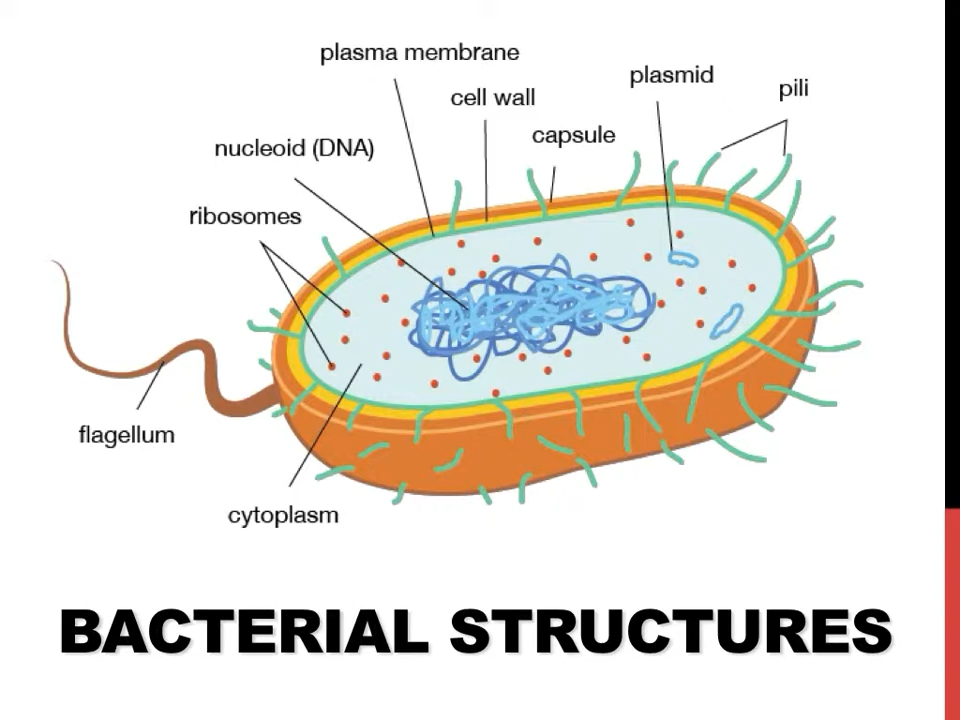 plasma membrane
plasmid
pili
cell wall
capsule
nucleoid (DNA)
ribosomes
flagellum
cytoplasm
BACTERIAL STRUCTURES